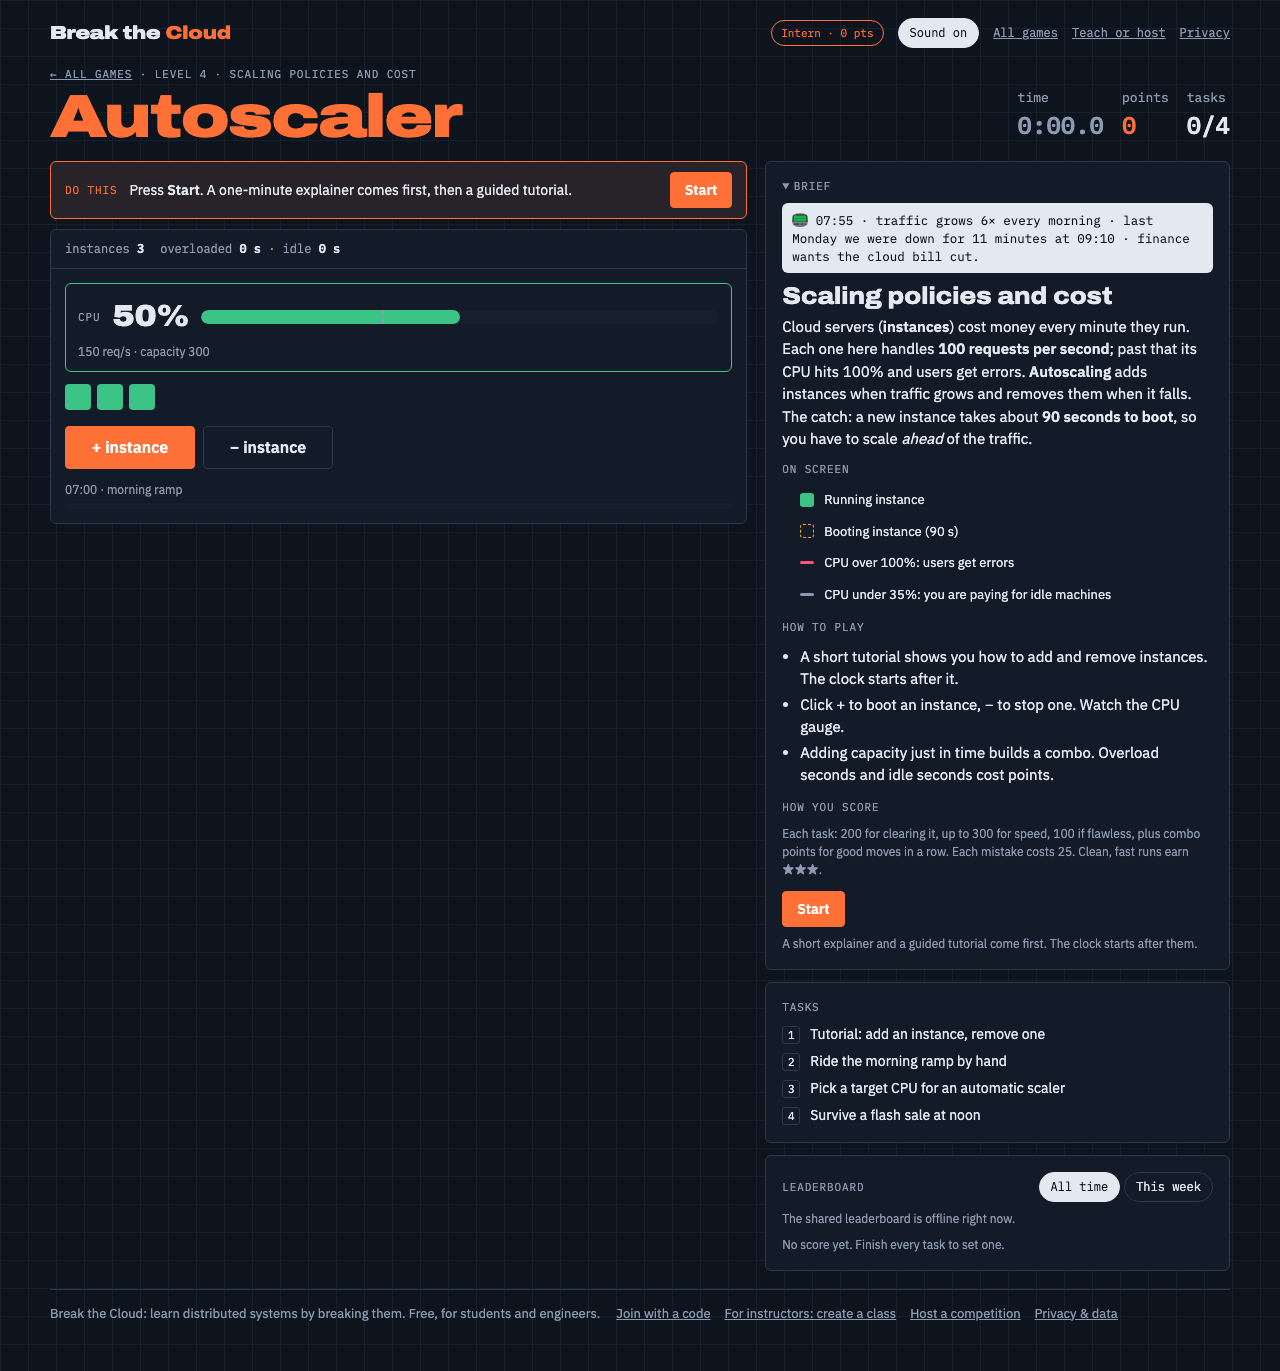 Break the Cloud
Intern · 0 pts
Sound on
All games
Teach or host
Privacy
← ALL GAMES · LEVEL 4 · SCALING POLICIES AND COST
Autoscaler
time
0:00.0
points
0
tasks
0/4
DO THIS
Press Start. A one-minute explainer comes first, then a guided tutorial.
Start
instances 3 overloaded 0 s · idle 0 s
CPU 50%
150 req/s · capacity 300
+ instance
− instance
07:00 · morning ramp
▼ BRIEF
07:55 · traffic grows 6× every morning · last
Monday we were down for 11 minutes at 09:10 · finance
wants the cloud bill cut.
Scaling policies and cost
Cloud servers (instances) cost money every minute they run.
Each one here handles 100 requests per second; past that its
CPU hits 100% and users get errors. Autoscaling adds
instances when traffic grows and removes them when it falls.
The catch: a new instance takes about 90 seconds to boot, so
you have to scale ahead of the traffic.
ON SCREEN
Running instance
Booting instance (90 s)
CPU over 100%: users get errors
CPU under 35%: you are paying for idle machines
HOW TO PLAY
• A short tutorial shows you how to add and remove instances.
The clock starts after it.
• Click + to boot an instance, − to stop one. Watch the CPU
gauge.
• Adding capacity just in time builds a combo. Overload
seconds and idle seconds cost points.
HOW YOU SCORE
Each task: 200 for clearing it, up to 300 for speed, 100 if flawless, plus combo
points for good moves in a row. Each mistake costs 25. Clean, fast runs earn
★★★.
Start
A short explainer and a guided tutorial come first. The clock starts after them.
TASKS
1 Tutorial: add an instance, remove one
2 Ride the morning ramp by hand
3 Pick a target CPU for an automatic scaler
4 Survive a flash sale at noon
LEADERBOARD
All time
This week
The shared leaderboard is offline right now.
No score yet. Finish every task to set one.
Break the Cloud: learn distributed systems by breaking them. Free, for students and engineers.
Join with a code
For instructors: create a class
Host a competition
Privacy & data